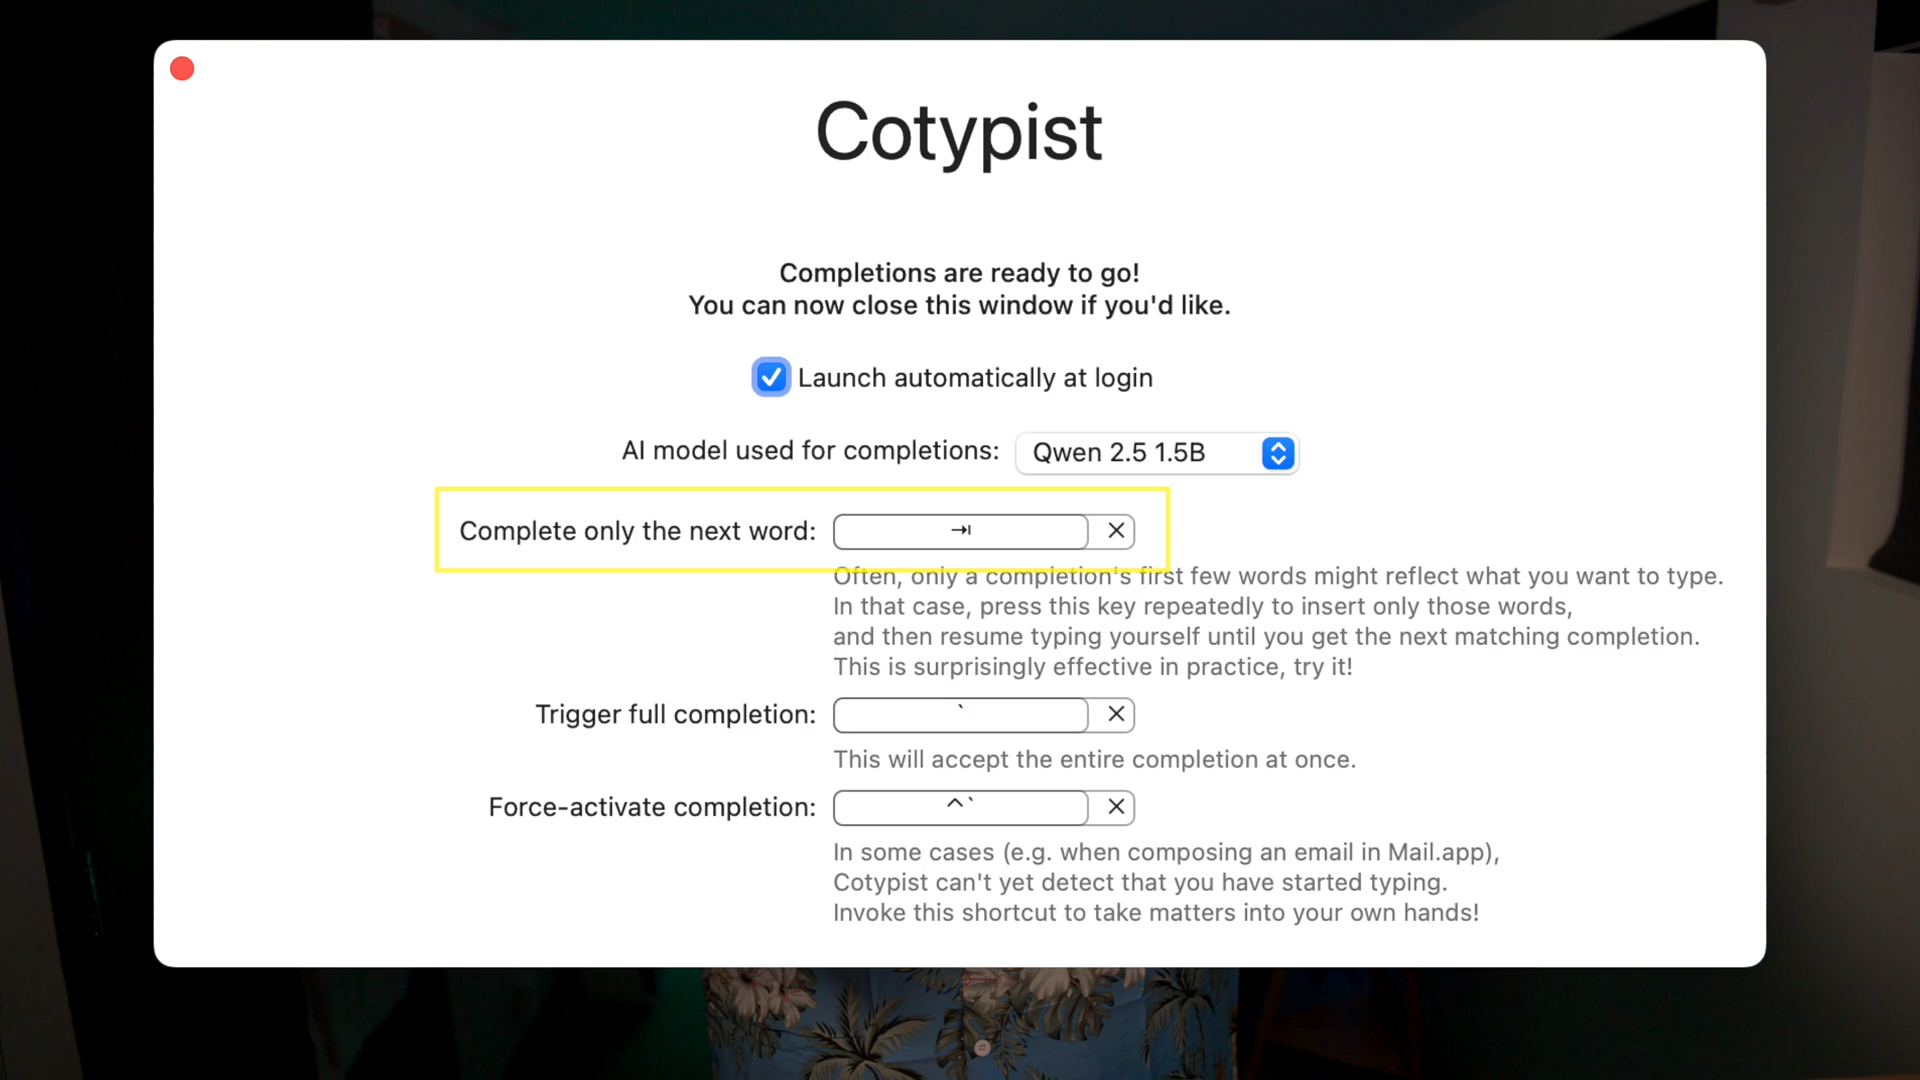 Cotypist
Completions are ready to go!
You can now close this window if you'd like.
Launch automatically at login
AI model used for completions: Qwen 2.5 1.5B
Complete only the next word: ⇥
Often, only a completion's first few words might reflect what you want to type.
In that case, press this key repeatedly to insert only those words,
and then resume typing yourself until you get the next matching completion.
This is surprisingly effective in practice, try it!
Trigger full completion: `
This will accept the entire completion at once.
Force-activate completion: ^`
In some cases (e.g. when composing an email in Mail.app),
Cotypist can't yet detect that you have started typing.
Invoke this shortcut to take matters into your own hands!